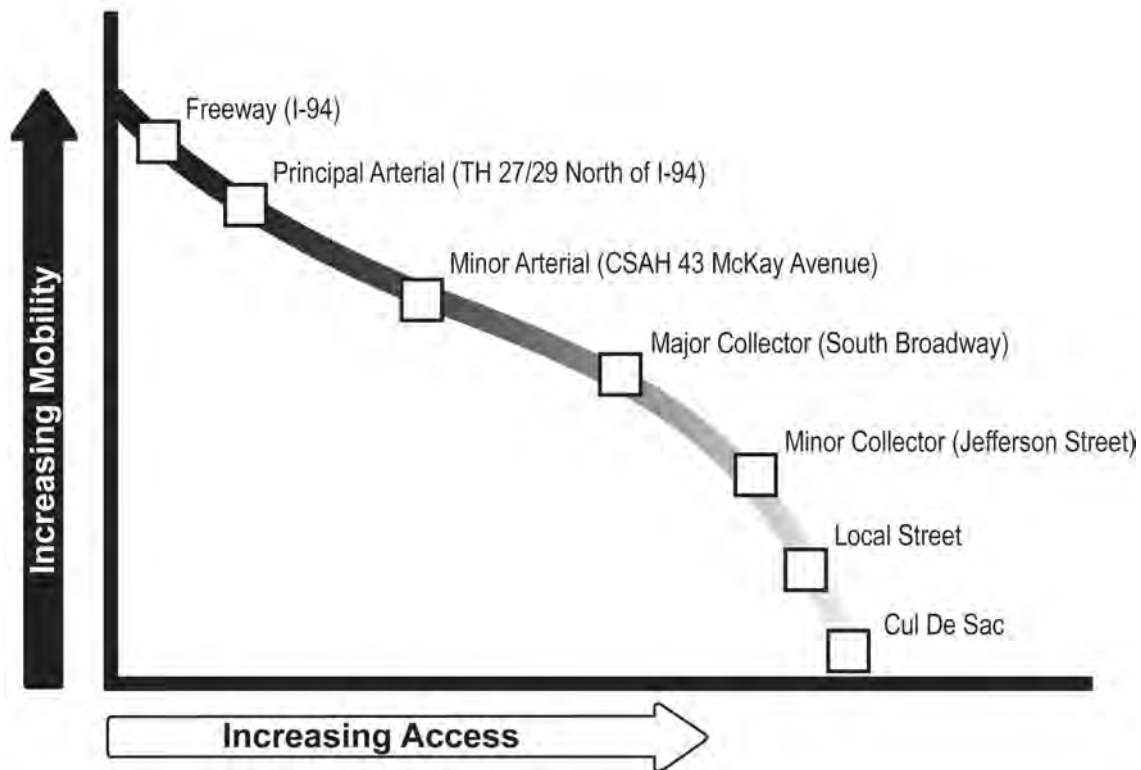 Freeway (I-94)
Principal Arterial (TH 27/29 North of I-94)
Minor Arterial (CSAH 43 McKay Avenue)
Major Collector (South Broadway)
Minor Collector (Jefferson Street)
Local Street
Cul De Sac
Increasing Mobility
Increasing Access